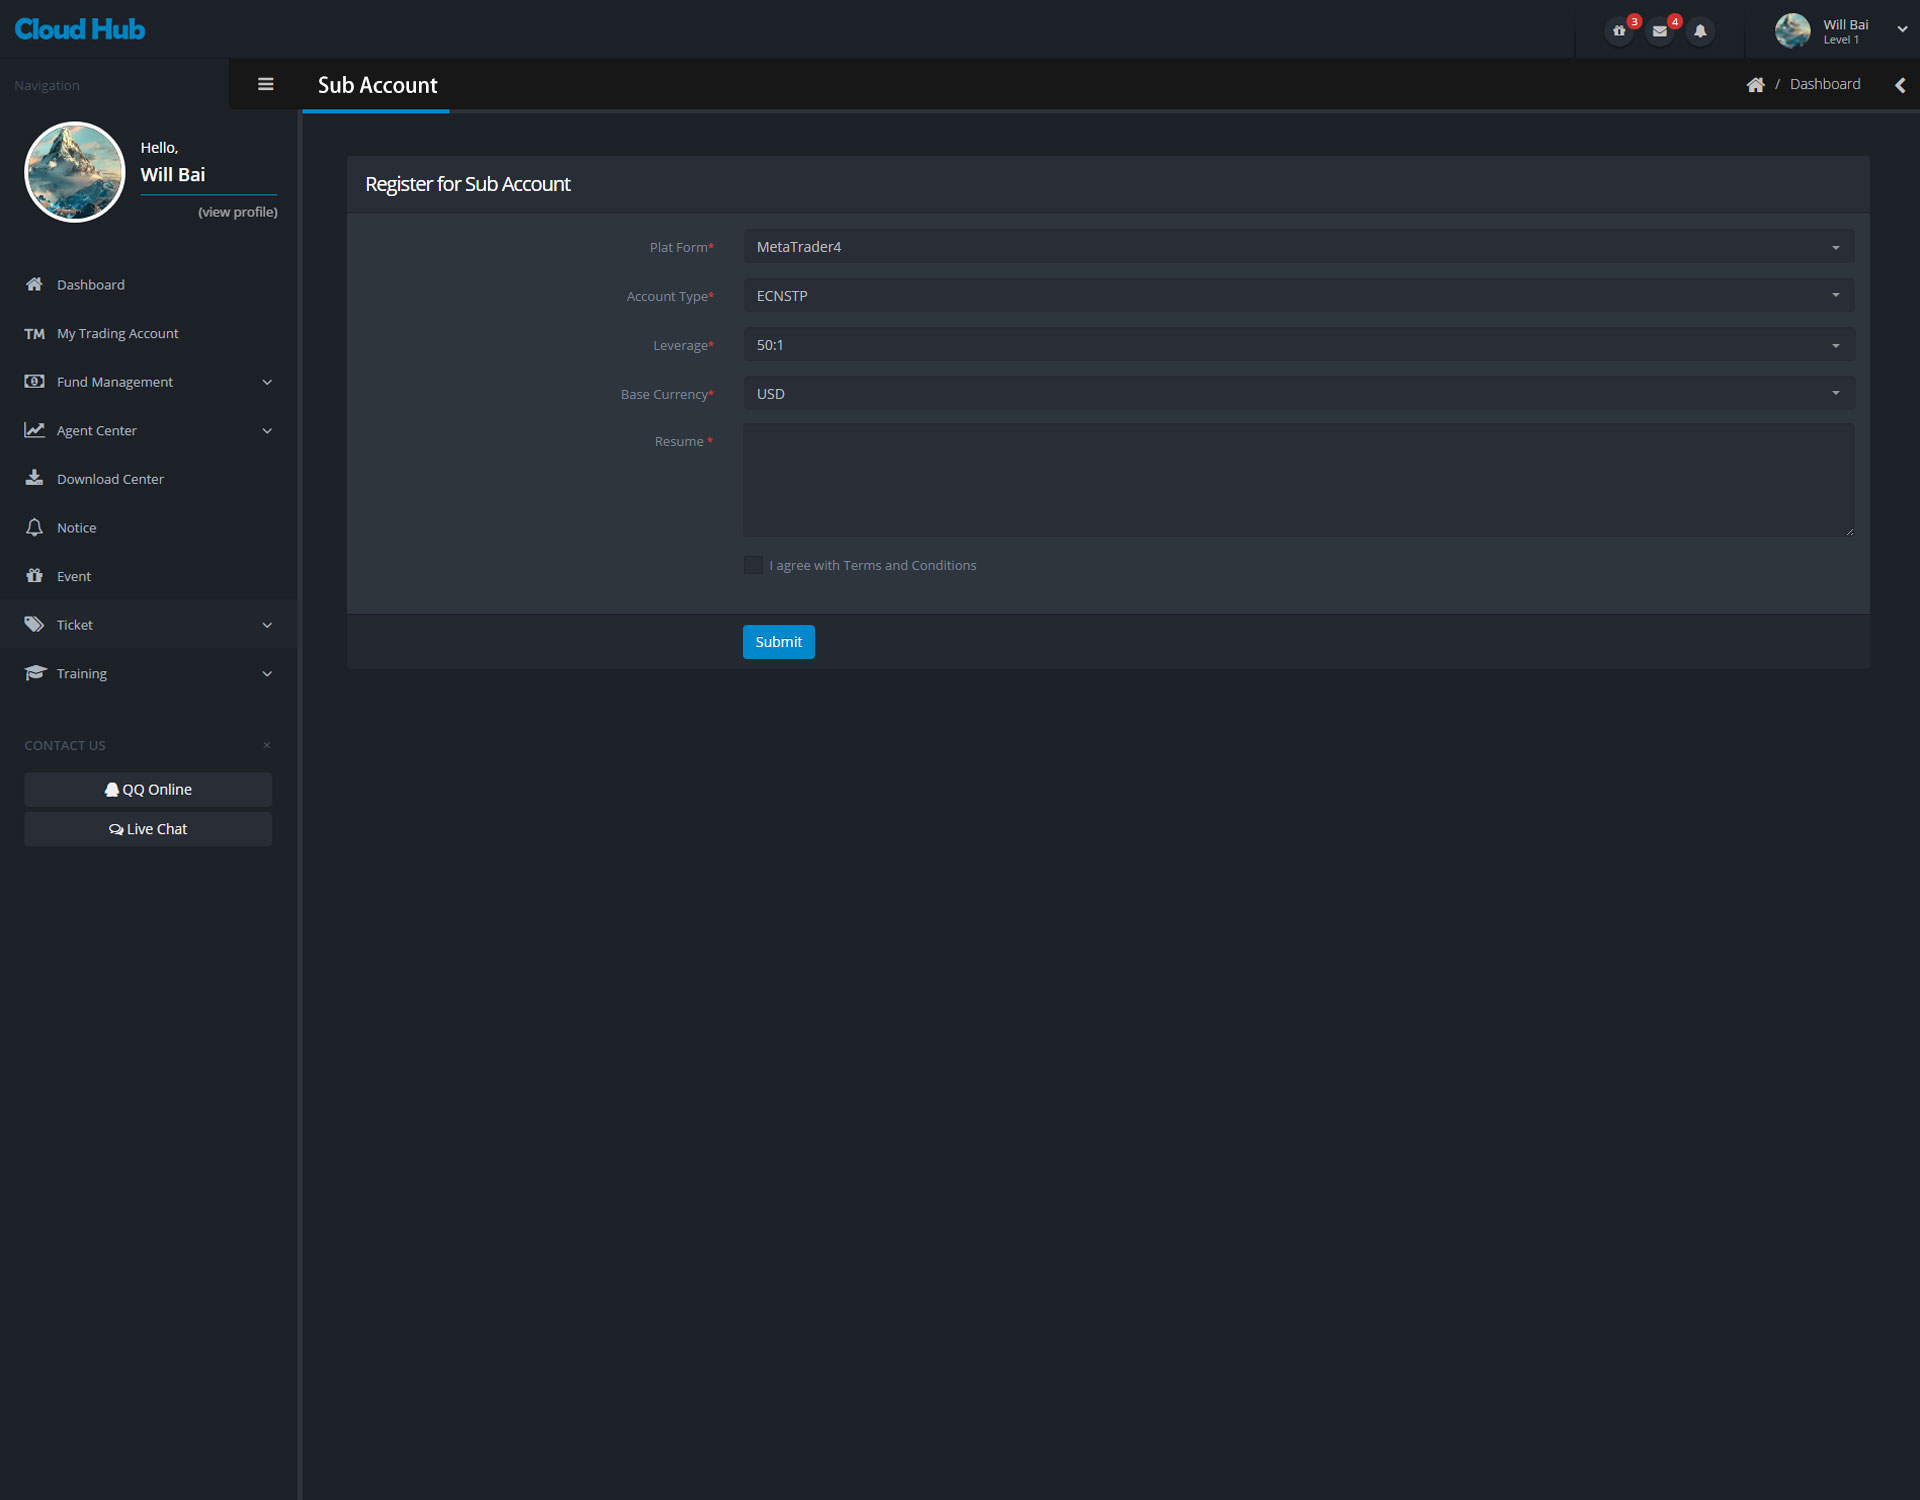 Cloud Hub
3
4
Will Bai
Level 1
Navigation
Sub Account
/ Dashboard
Hello,
Will Bai
(view profile)
Dashboard
TM My Trading Account
Fund Management
Agent Center
Download Center
Notice
Event
Ticket
Training
CONTACT US ×
QQ Online
Live Chat
Register for Sub Account
Plat Form* MetaTrader4
Account Type* ECNSTP
Leverage* 50:1
Base Currency* USD
Resume *
I agree with Terms and Conditions
Submit